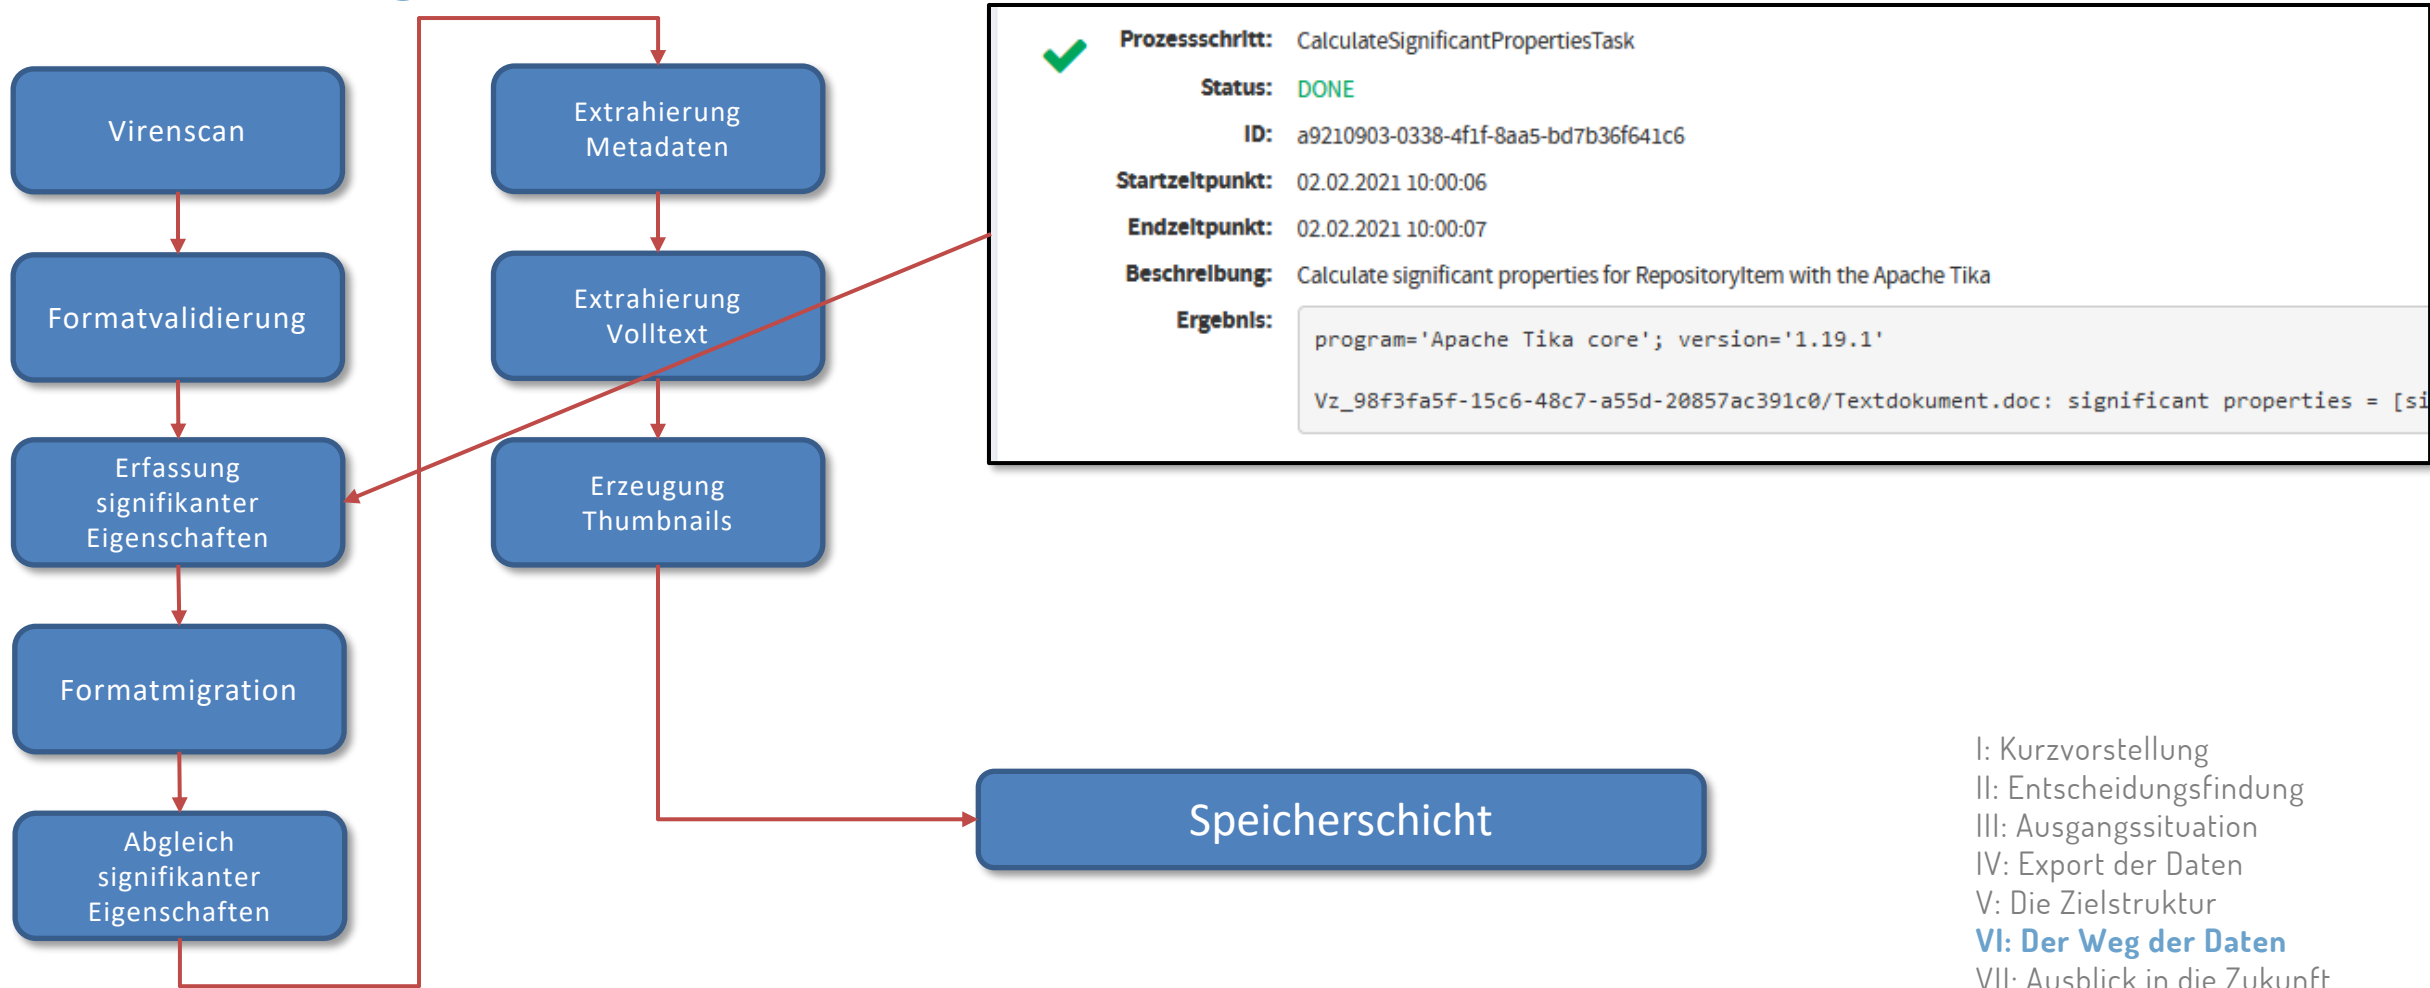 Virenscan
Formatvalidierung
Erfassung
signifikanter
Eigenschaften
Formatmigration
Abgleich
signifikanter
Eigenschaften
Extrahierung
Metadaten
Extrahierung
Volltext
Erzeugung
Thumbnails
Speicherschicht
Prozessschritt: CalculateSignificantPropertiesTask
Status: DONE
ID: a9210903-0338-4f1f-8aa5-bd7b36f641c6
Startzeitpunkt: 02.02.2021 10:00:06
Endzeitpunkt: 02.02.2021 10:00:07
Beschreibung: Calculate significant properties for RepositoryItem with the Apache Tika
Ergebnis:
program='Apache Tika core'; version='1.19.1'
Vz_98f3fa5f-15c6-48c7-a55d-20857ac391c0/Textdokument.doc: significant properties = [si
I: Kurzvorstellung
II: Entscheidungsfindung
III: Ausgangssituation
IV: Export der Daten
V: Die Zielstruktur
VI: Der Weg der Daten
VII: Ausblick in die Zukunft